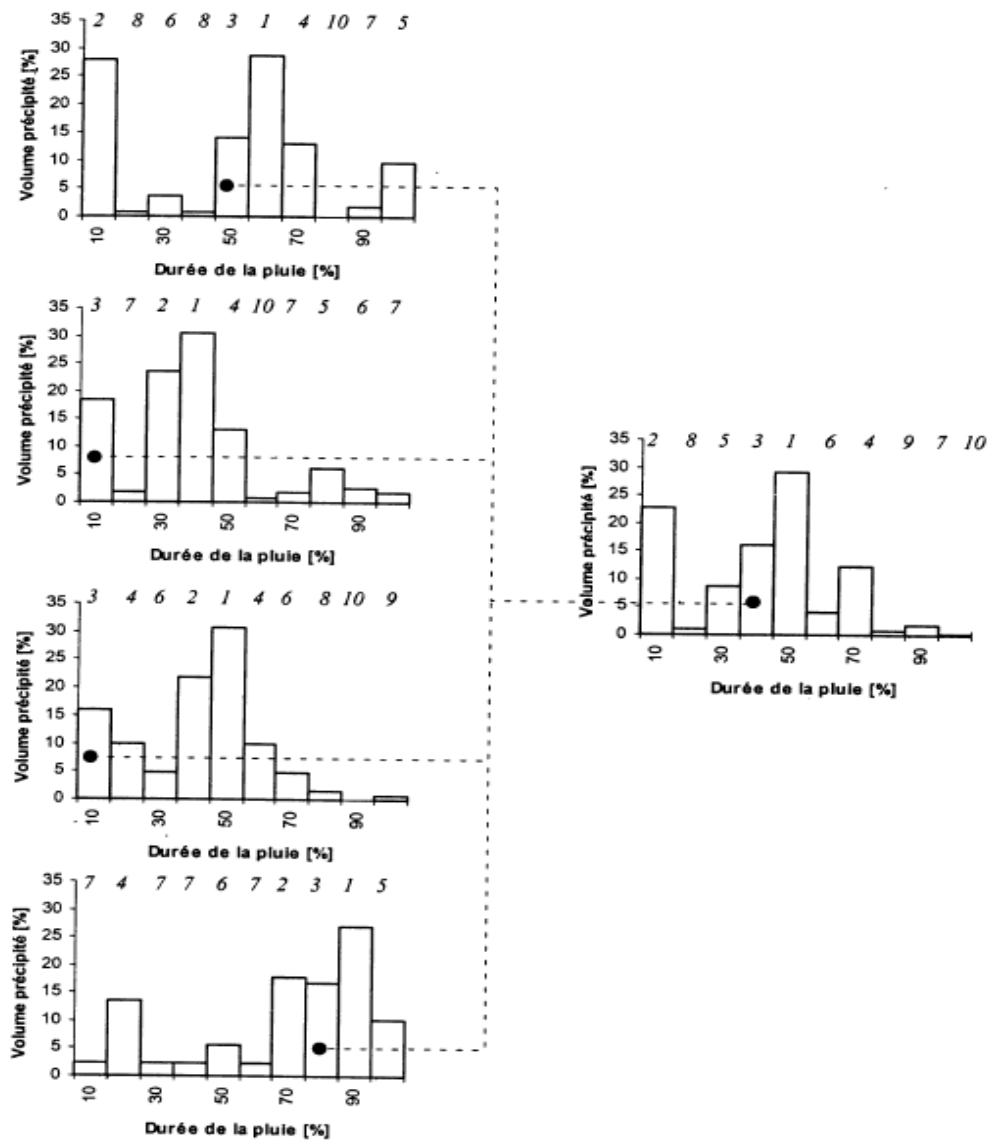 2 8 6 8 3 1 4 10 7 5
Volume précipité [%]
35
30
25
20
15
10
5
0
10 30 50 70 90
Durée de la pluie [%]
3 7 2 1 4 10 7 5 6 7
Volume précipité [%]
35
30
25
20
15
10
5
0
10 30 50 70 90
Durée de la pluie [%]
3 4 6 2 1 4 6 8 10 9
Volume précipité [%]
35
30
25
20
15
10
5
0
10 30 50 70 90
Durée de la pluie [%]
7 4 7 7 6 7 2 3 1 5
Volume précipité [%]
35
30
25
20
15
10
5
0
10 30 50 70 90
Durée de la pluie [%]
2 8 5 3 1 6 4 9 7 10
Volume précipité [%]
35
30
25
20
15
10
5
0
10 30 50 70 90
Durée de la pluie [%]